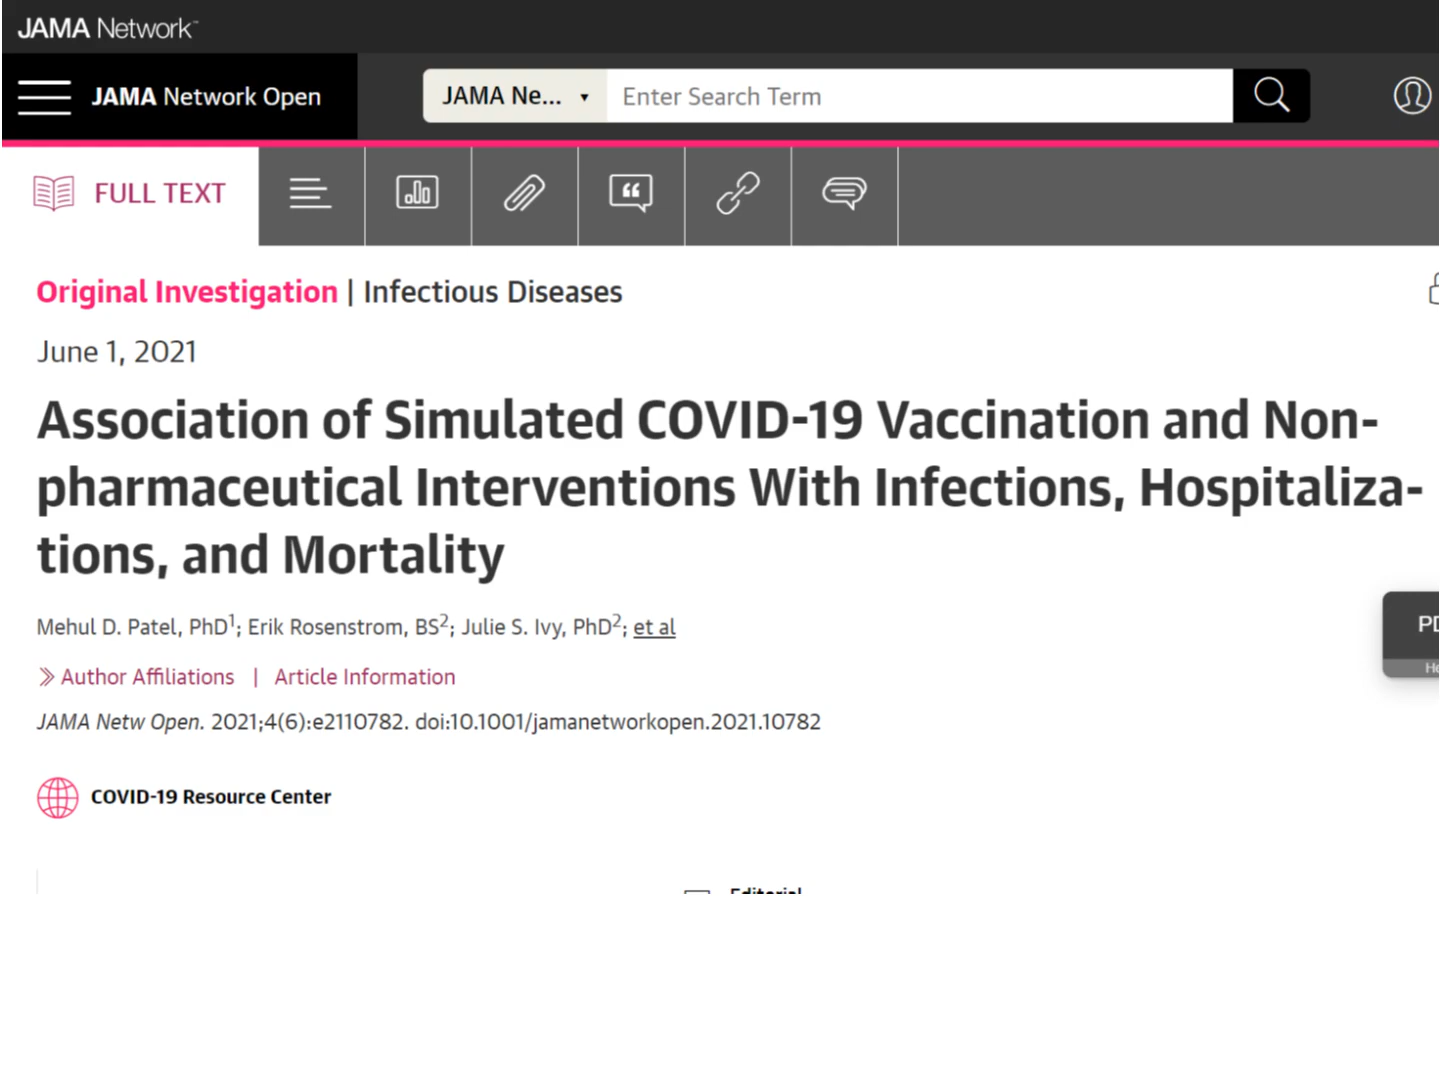 JAMA Network™
JAMA Network Open
JAMA Ne... ▾ Enter Search Term
FULL TEXT
Original Investigation | Infectious Diseases
June 1, 2021
Association of Simulated COVID-19 Vaccination and Non-
pharmaceutical Interventions With Infections, Hospitaliza-
tions, and Mortality
Mehul D. Patel, PhD1; Erik Rosenstrom, BS2; Julie S. Ivy, PhD2; et al
Author Affiliations | Article Information
JAMA Netw Open. 2021;4(6):e2110782. doi:10.1001/jamanetworkopen.2021.10782
COVID-19 Resource Center
Editorial